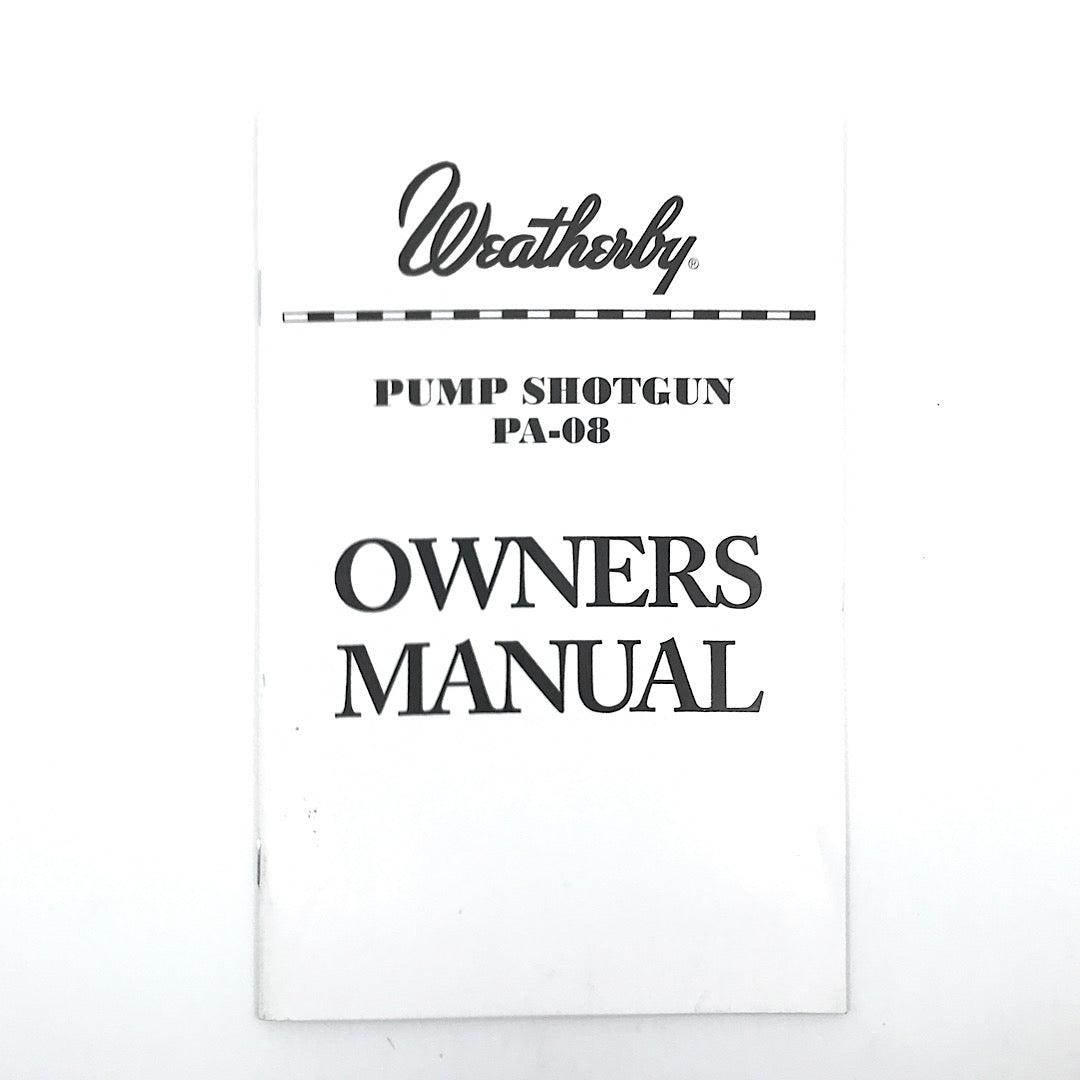 Weatherby®
PUMP SHOTGUN
PA-08
OWNERS
MANUAL